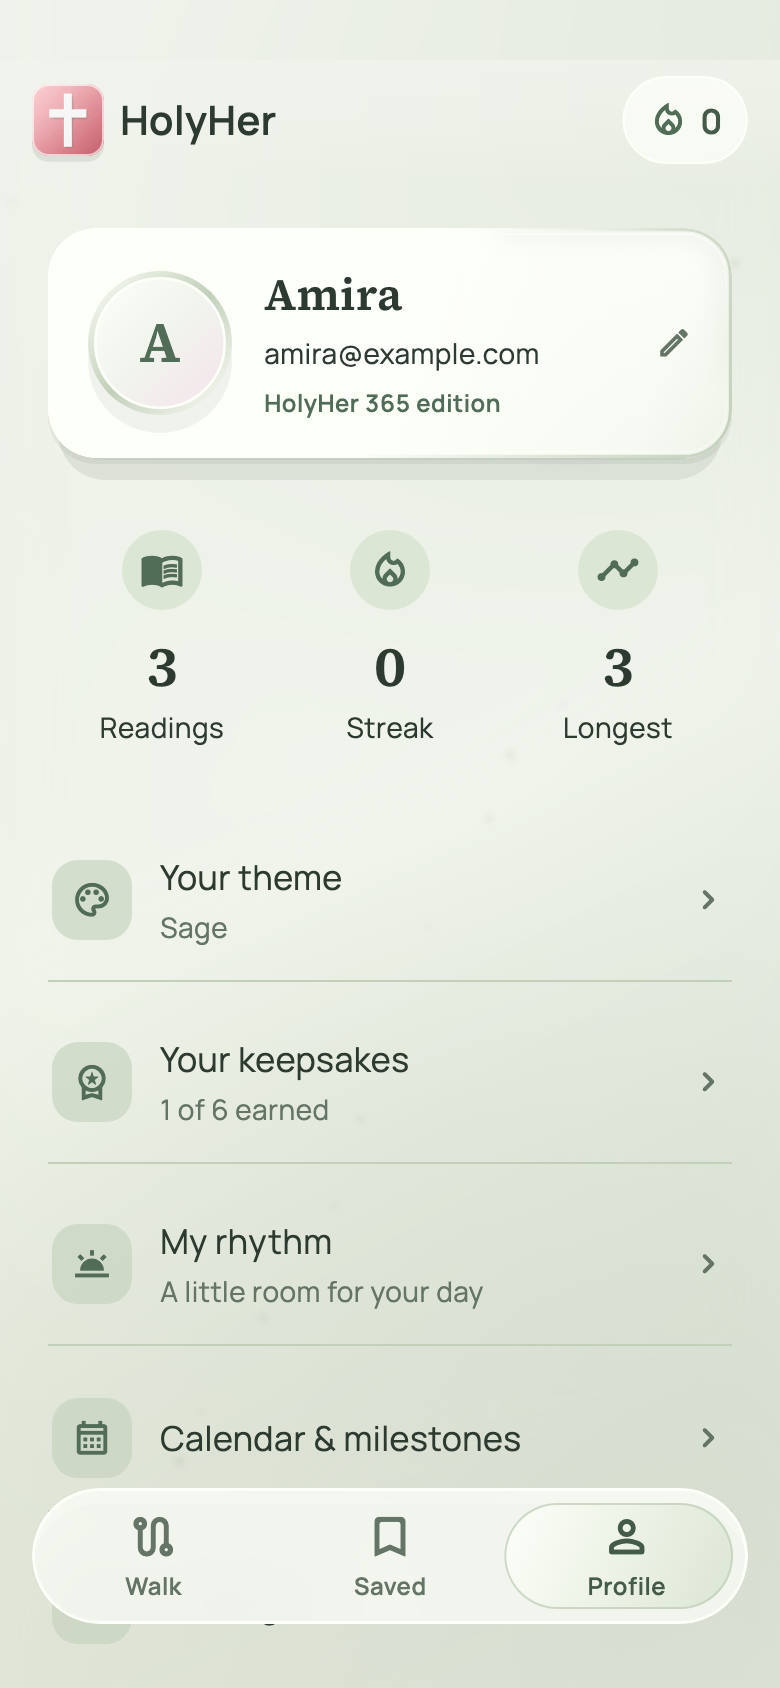 HolyHer
0
A
Amira
amira@example.com
HolyHer 365 edition
3
0
3
Readings
Streak
Longest
Your theme
Sage
Your keepsakes
1 of 6 earned
My rhythm
A little room for your day
Calendar & milestones
Walk
Saved
Profile